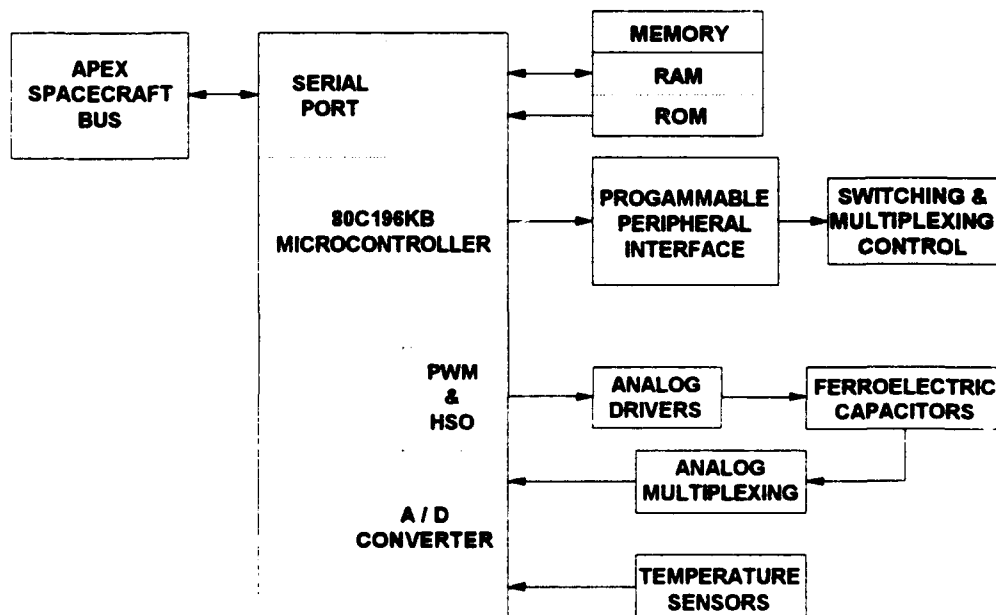 APEX
SPACECRAFT
BUS
SERIAL
PORT
MEMORY
RAM
ROM
80C196KB
MICROCONTROLLER
PROGAMMABLE
PERIPHERAL
INTERFACE
SWITCHING &
MULTIPLEXING
CONTROL
PWM
&
HSO
ANALOG
DRIVERS
FERROELECTRIC
CAPACITORS
ANALOG
MULTIPLEXING
A / D
CONVERTER
TEMPERATURE
SENSORS